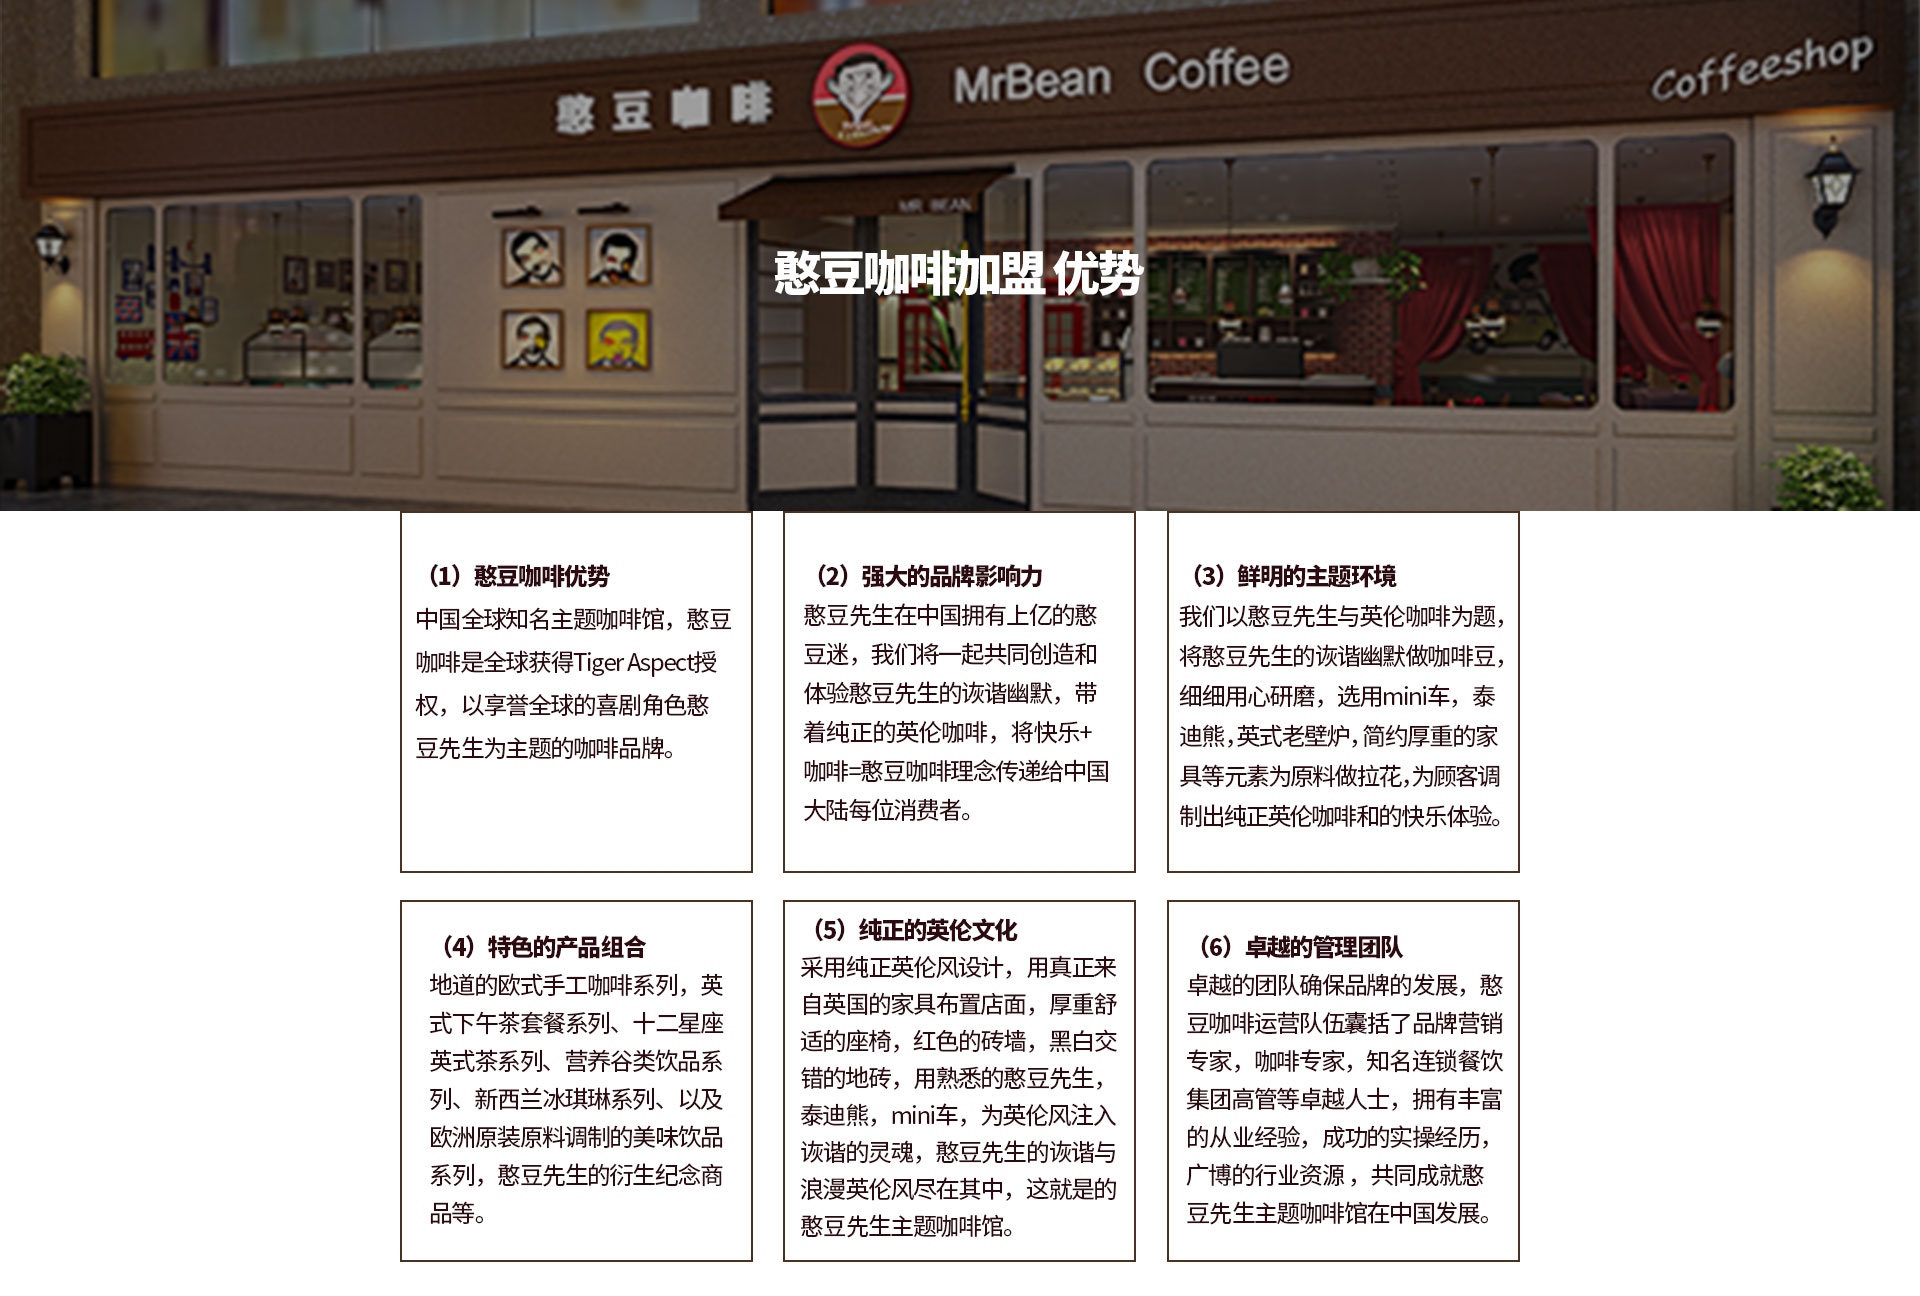 憨豆咖啡
MrBean Coffee
Coffeeshop
MR BEAN
憨豆咖啡加盟 优势
（1）憨豆咖啡优势
中国全球知名主题咖啡馆，憨豆
咖啡是全球获得Tiger Aspect授
权，以享誉全球的喜剧角色憨
豆先生为主题的咖啡品牌。
（2）强大的品牌影响力
憨豆先生在中国拥有上亿的憨
豆迷，我们将一起共同创造和
体验憨豆先生的诙谐幽默，带
着纯正的英伦咖啡，将快乐+
咖啡=憨豆咖啡理念传递给中国
大陆每位消费者。
（3）鲜明的主题环境
我们以憨豆先生与英伦咖啡为题，
将憨豆先生的诙谐幽默做咖啡豆，
细细用心研磨，选用mini车，泰
迪熊，英式老壁炉，简约厚重的家
具等元素为原料做拉花，为顾客调
制出纯正英伦咖啡和的快乐体验。
（4）特色的产品组合
地道的欧式手工咖啡系列，英
式下午茶套餐系列、十二星座
英式茶系列、营养谷类饮品系
列、新西兰冰琪琳系列、以及
欧洲原装原料调制的美味饮品
系列，憨豆先生的衍生纪念商
品等。
（5）纯正的英伦文化
采用纯正英伦风设计，用真正来
自英国的家具布置店面，厚重舒
适的座椅，红色的砖墙，黑白交
错的地砖，用熟悉的憨豆先生，
泰迪熊，mini车，为英伦风注入
诙谐的灵魂，憨豆先生的诙谐与
浪漫英伦风尽在其中，这就是的
憨豆先生主题咖啡馆。
（6）卓越的管理团队
卓越的团队确保品牌的发展，憨
豆咖啡运营队伍囊括了品牌营销
专家，咖啡专家，知名连锁餐饮
集团高管等卓越人士，拥有丰富
的从业经验，成功的实操经历，
广博的行业资源，共同成就憨
豆先生主题咖啡馆在中国发展。